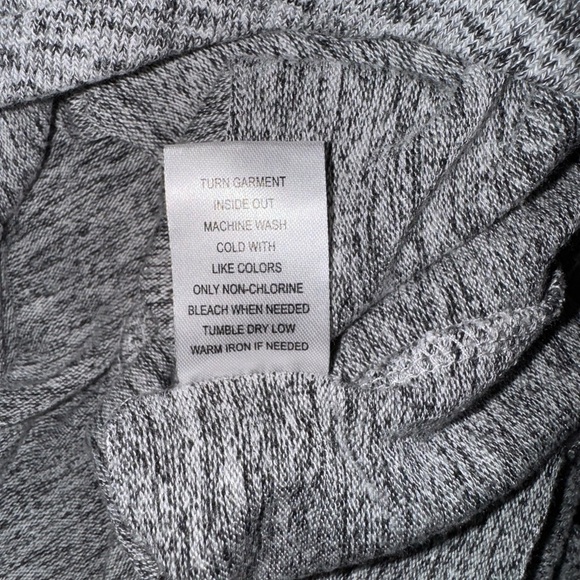 TURN GARMENT
INSIDE OUT
MACHINE WASH
COLD WITH
LIKE COLORS
ONLY NON-CHLORINE
BLEACH WHEN NEEDED
TUMBLE DRY LOW
WARM IRON IF NEEDED